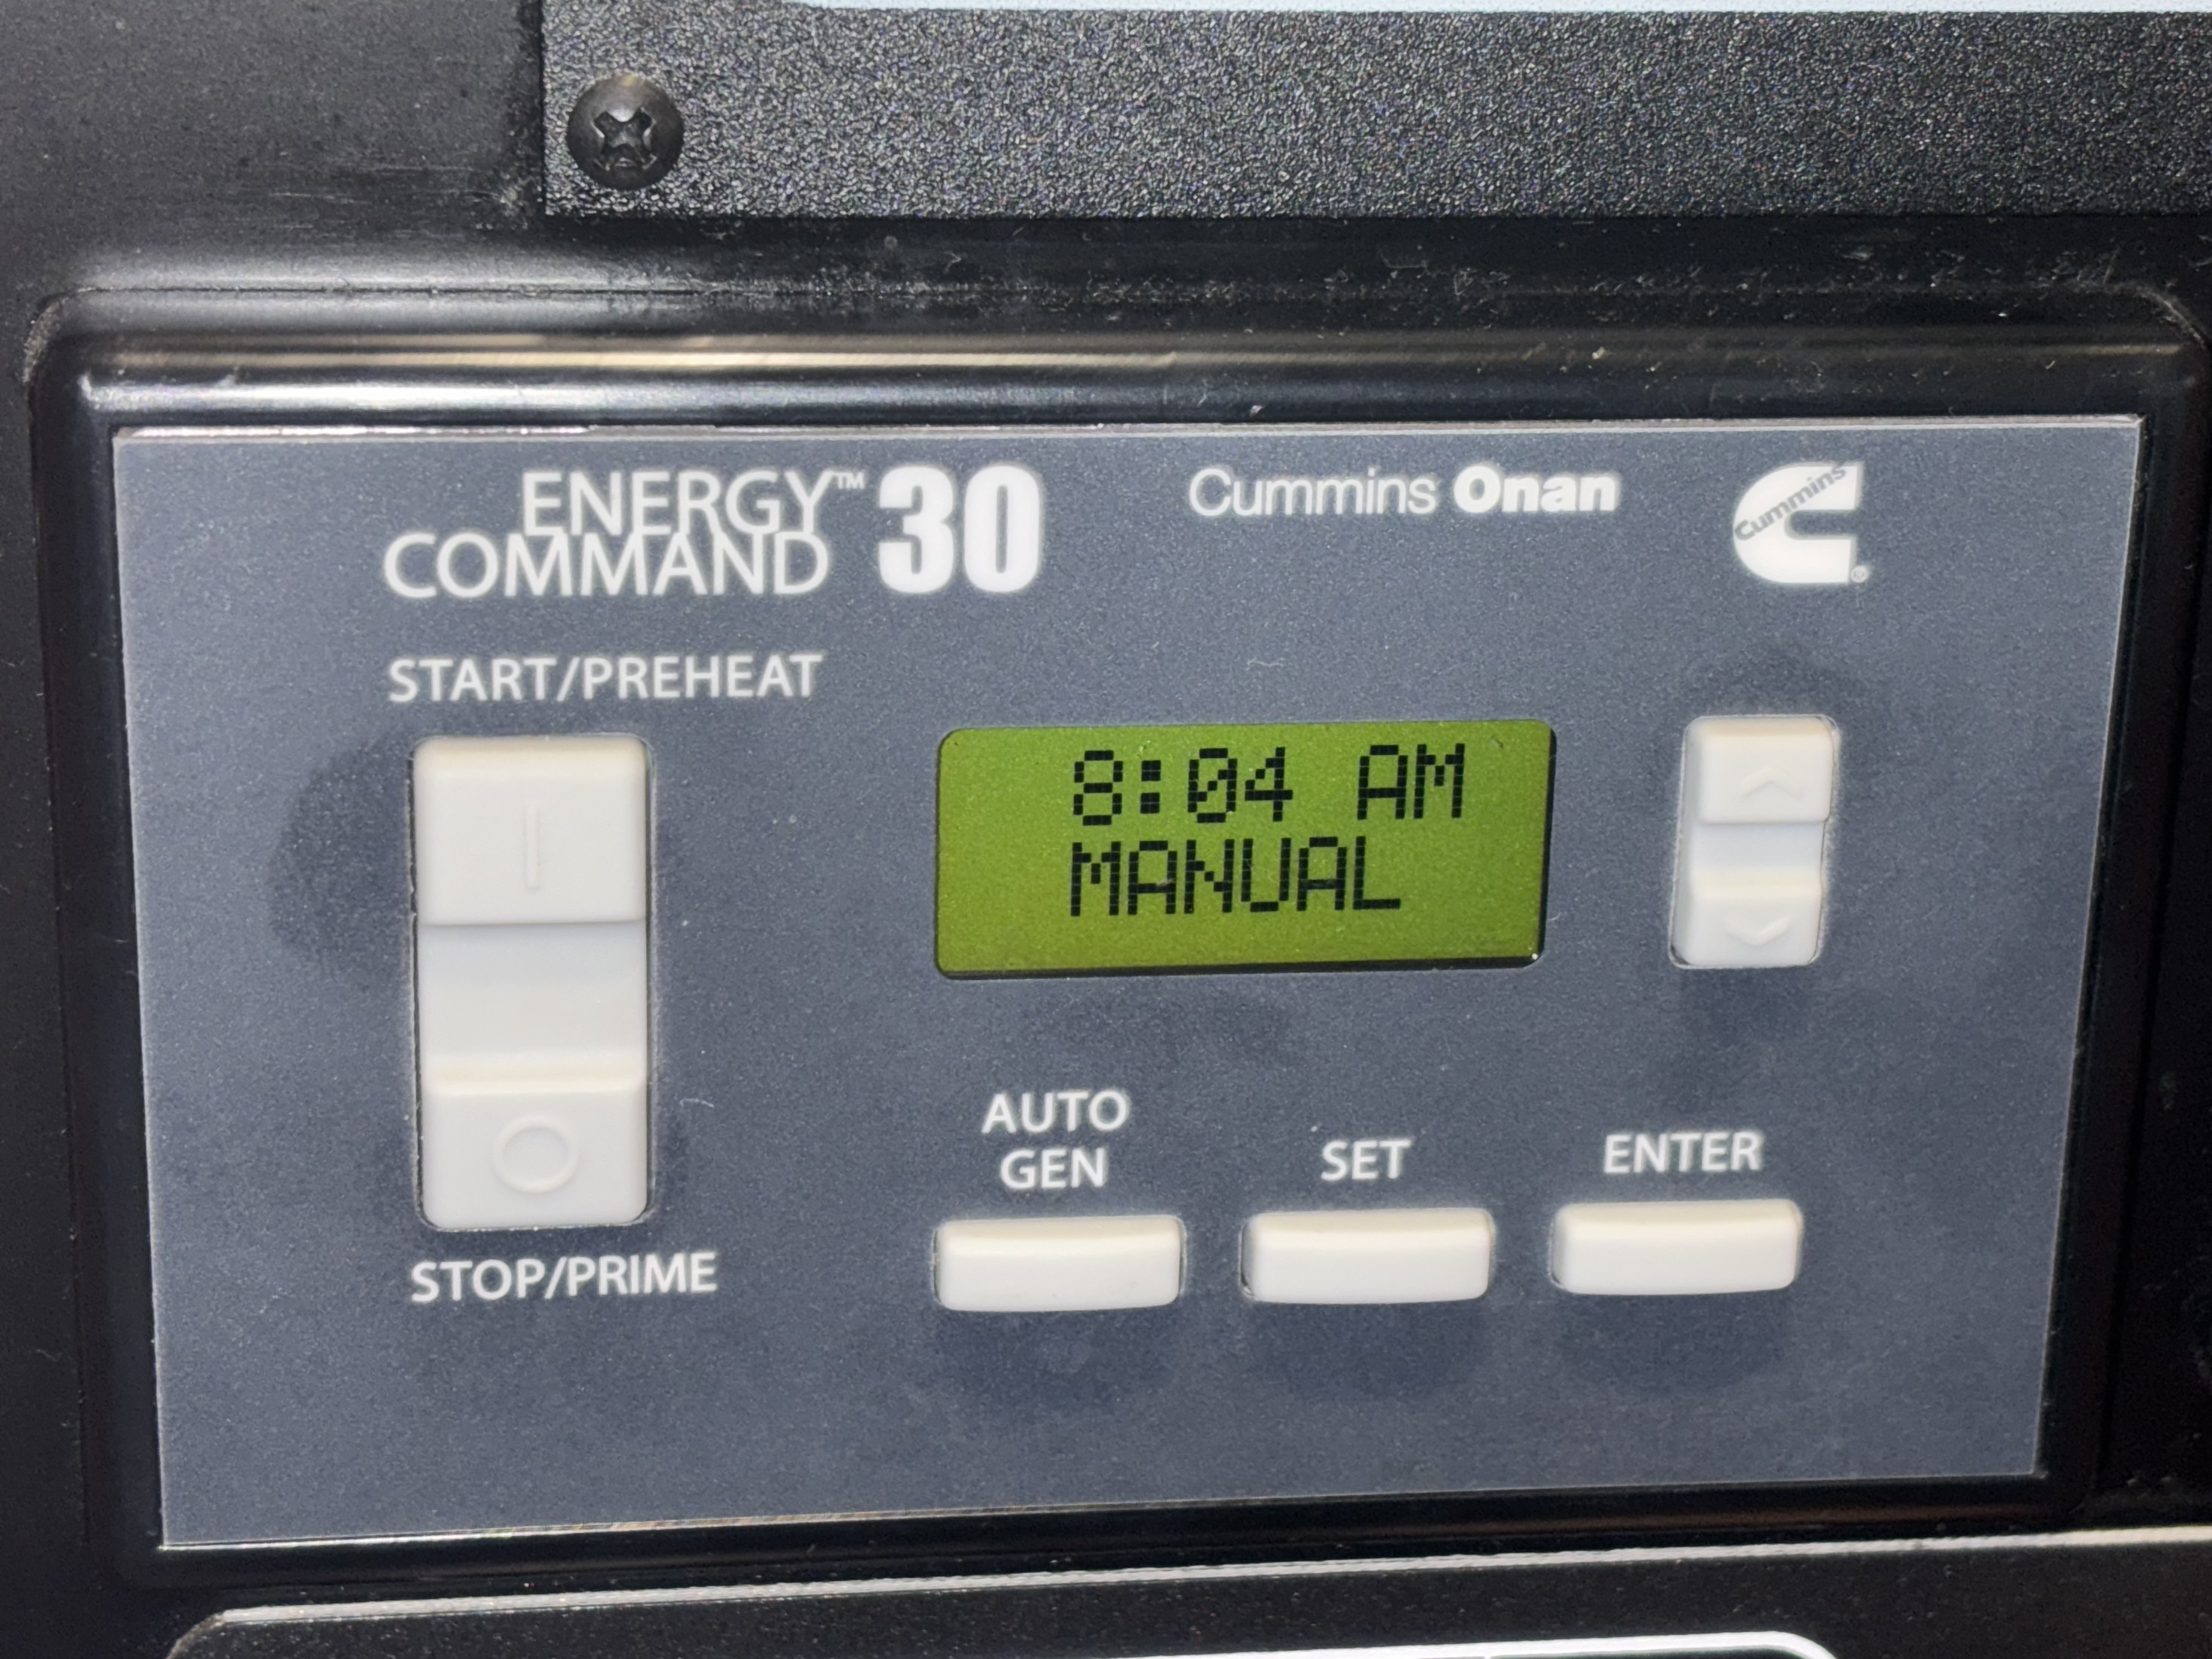 ENERGY™
COMMAND 30
Cummins Onan
Cummins®
START/PREHEAT
8:04 AM
MANUAL
AUTO
GEN
SET
ENTER
STOP/PRIME